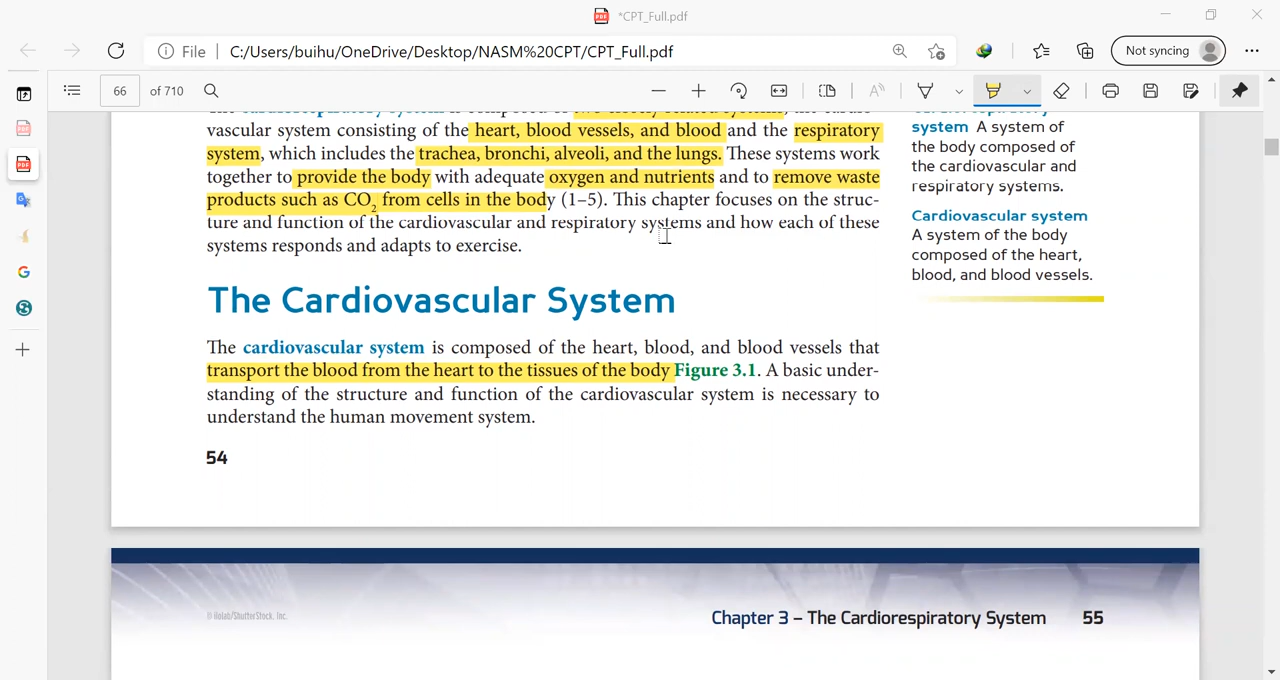 *CPT_Full.pdf
File
C:/Users/buihu/OneDrive/Desktop/NASM%20CPT/CPT_Full.pdf
Not syncing
66 of 710
vascular system consisting of the heart, blood vessels, and blood and the respiratory
system, which includes the trachea, bronchi, alveoli, and the lungs. These systems work
together to provide the body with adequate oxygen and nutrients and to remove waste
products such as CO2 from cells in the body (1–5). This chapter focuses on the struc-
ture and function of the cardiovascular and respiratory systems and how each of these
systems responds and adapts to exercise.
system A system of
the body composed of
the cardiovascular and
respiratory systems.
Cardiovascular system
A system of the body
composed of the heart,
blood, and blood vessels.
The Cardiovascular System
The cardiovascular system is composed of the heart, blood, and blood vessels that
transport the blood from the heart to the tissues of the body Figure 3.1. A basic under-
standing of the structure and function of the cardiovascular system is necessary to
understand the human movement system.
54
© Holab/ShutterStock, Inc.
Chapter 3 – The Cardiorespiratory System 55